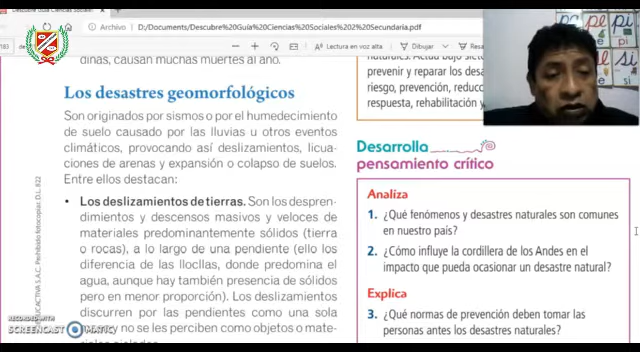 Archivo
D:/Documents/Descubre%20Guía%20Ciencias%20Sociales%202%20Secundaria.pdf
Lectura en voz alta
Dibujar
dinas, causan muchas muertes al año.
Los desastres geomorfológicos
Son originados por sismos o por el humedecimiento
de suelo causado por las lluvias u otros eventos
climáticos, provocando así deslizamientos, licua-
ciones de arenas y expansión o colapso de suelos.
Entre ellos destacan:
• Los deslizamientos de tierras. Son los despren-
dimientos y descensos masivos y veloces de
materiales predominantemente sólidos (tierra
o rocas), a lo largo de una pendiente (ello los
diferencia de las llocllas, donde predomina el
agua, aunque hay también presencia de sólidos
pero en menor proporción). Los deslizamientos
discurren por las pendientes como una sola
y no se les perciben como objetos o mate-
EDUCACTIVA S.A.C. Prohibido fotocopiar. D.L. 822
prevenir y reparar los
riesgo, prevención,
respuesta, rehabilitación y
Desarrolla
pensamiento crítico
Analiza
1. ¿Qué fenómenos y desastres naturales son comunes
en nuestro país?
2. ¿Cómo influye la cordillera de los Andes en el
impacto que pueda ocasionar un desastre natural?
Explica
3. ¿Qué normas de prevención deben tomar las
personas antes los desastres naturales?
pe
pi
e
pi
si
RECORDED WITH
SCREENCAST MATIC